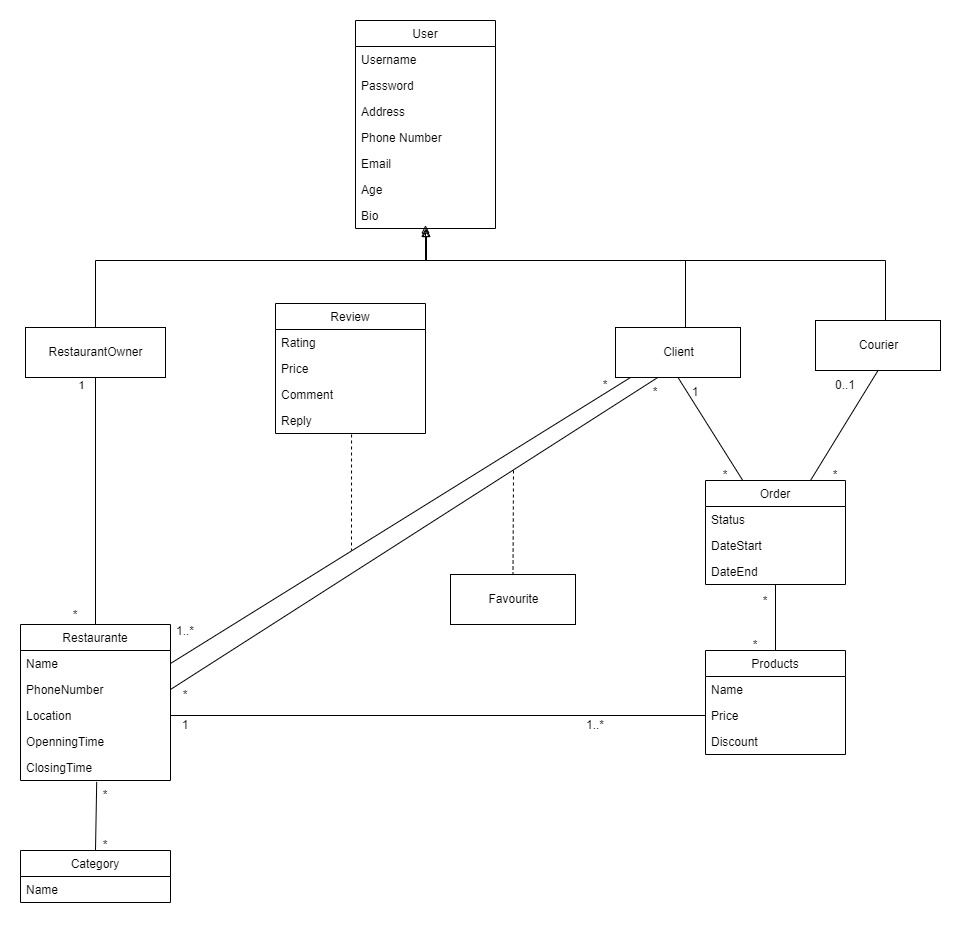 User
Username
Password
Address
Phone Number
Email
Age
Bio
RestaurantOwner
1
*
Review
Rating
Price
Comment
Reply
Client
*
*
1
Courier
0..1
*
*
Order
Status
DateStart
DateEnd
*
*
Favourite
Restaurante
Name
PhoneNumber
Location
OpenningTime
ClosingTime
1..*
*
1
1..*
Products
Name
Price
Discount
*
*
Category
Name